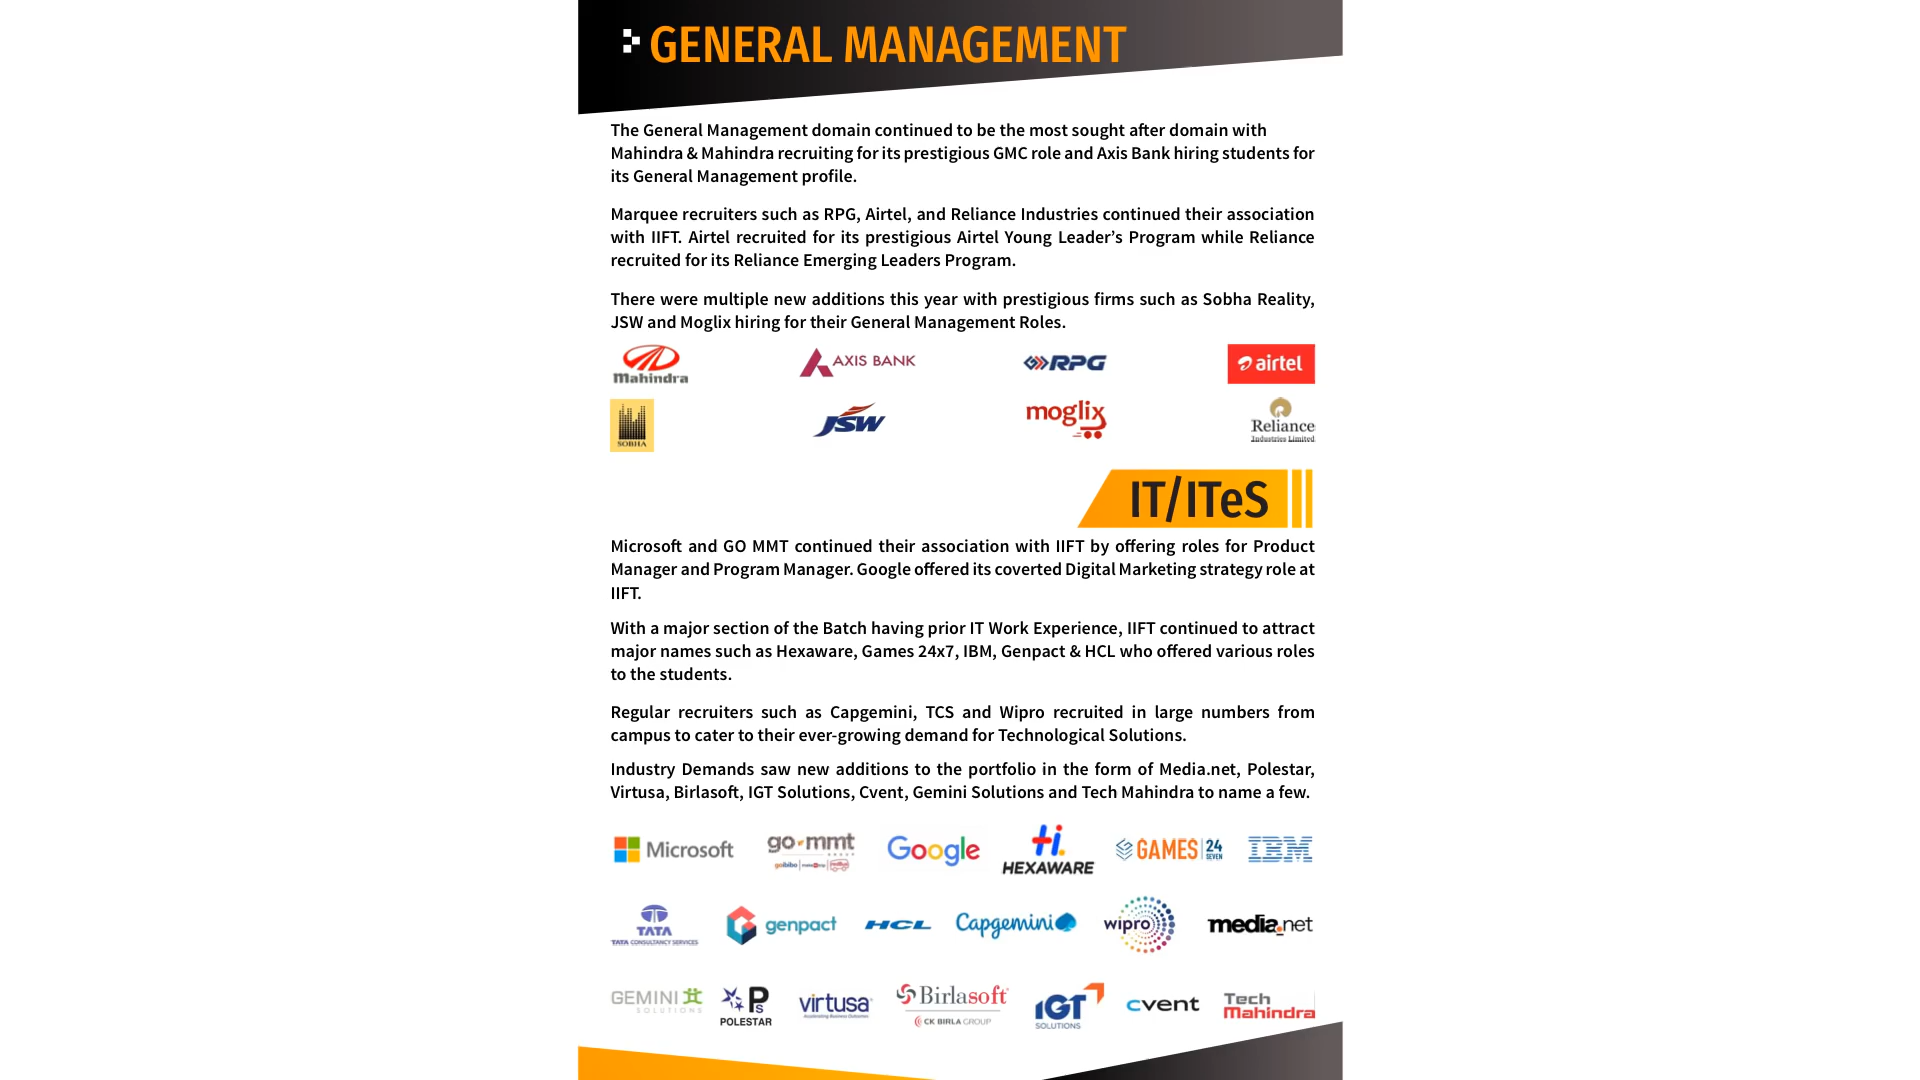 GENERAL MANAGEMENT
The General Management domain continued to be the most sought after domain with
Mahindra & Mahindra recruiting for its prestigious GMC role and Axis Bank hiring students for
its General Management profile.
Marquee recruiters such as RPG, Airtel, and Reliance Industries continued their association
with IIFT. Airtel recruited for its prestigious Airtel Young Leader’s Program while Reliance
recruited for its Reliance Emerging Leaders Program.
There were multiple new additions this year with prestigious firms such as Sobha Reality,
JSW and Moglix hiring for their General Management Roles.
Mahindra AXIS BANK RPG airtel
SOBHA JSW moglix Reliance
Industries Limited
IT/ITeS
Microsoft and GO MMT continued their association with IIFT by offering roles for Product
Manager and Program Manager. Google offered its coverted Digital Marketing strategy role at
IIFT.
With a major section of the Batch having prior IT Work Experience, IIFT continued to attract
major names such as Hexaware, Games 24x7, IBM, Genpact & HCL who offered various roles
to the students.
Regular recruiters such as Capgemini, TCS and Wipro recruited in large numbers from
campus to cater to their ever-growing demand for Technological Solutions.
Industry Demands saw new additions to the portfolio in the form of Media.net, Polestar,
Virtusa, Birlasoft, IGT Solutions, Cvent, Gemini Solutions and Tech Mahindra to name a few.
Microsoft go mmt Google Hi. HEXAWARE GAMES 24 SEVEN IBM
GROUP
goibibo
TATA genpact HCL Capgemini wipro media.net
TATA CONSULTANCY SERVICES
GEMINI SOLUTIONS Ps POLESTAR virtusa Birlasoft IGT SOLUTIONS cvent Tech Mahindra
Accelerating Business Outcomes
CK BIRLA GROUP